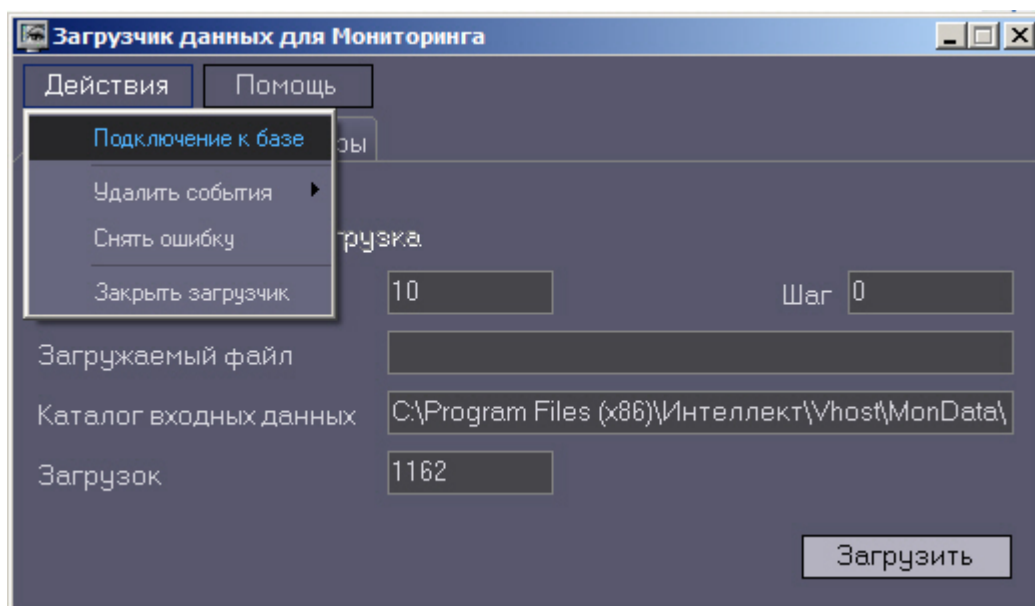 Загрузчик данных для Мониторинга
Действия Помощь
Подключение к базе
Удалить события
Снять ошибку
Закрыть загрузчик
10 Шаг 0
Загружаемый файл
Каталог входных данных C:\Program Files (x86)\Интеллект\Vhost\MonData\
Загрузок 1162
Загрузить